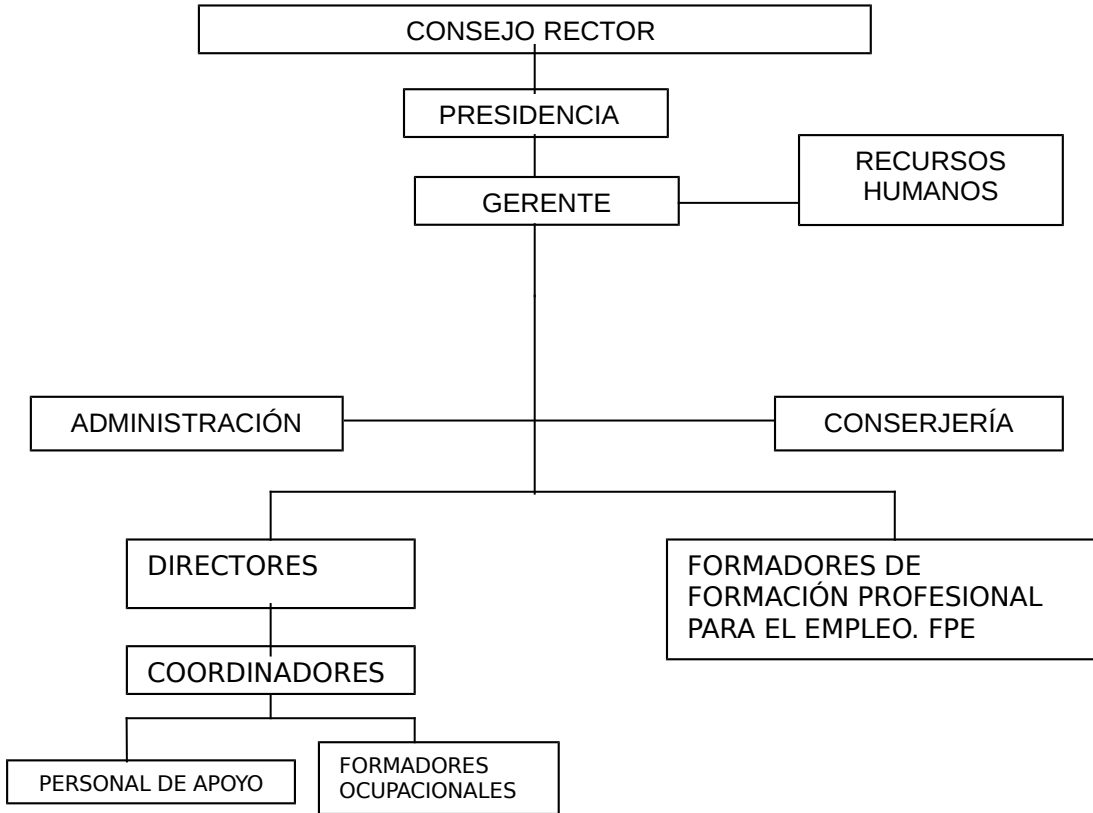 CONSEJO RECTOR
PRESIDENCIA
RECURSOS
HUMANOS
GERENTE
ADMINISTRACIÓN
CONSERJERÍA
DIRECTORES
FORMADORES DE
FORMACIÓN PROFESIONAL
PARA EL EMPLEO. FPE
COORDINADORES
PERSONAL DE APOYO
FORMADORES
OCUPACIONALES